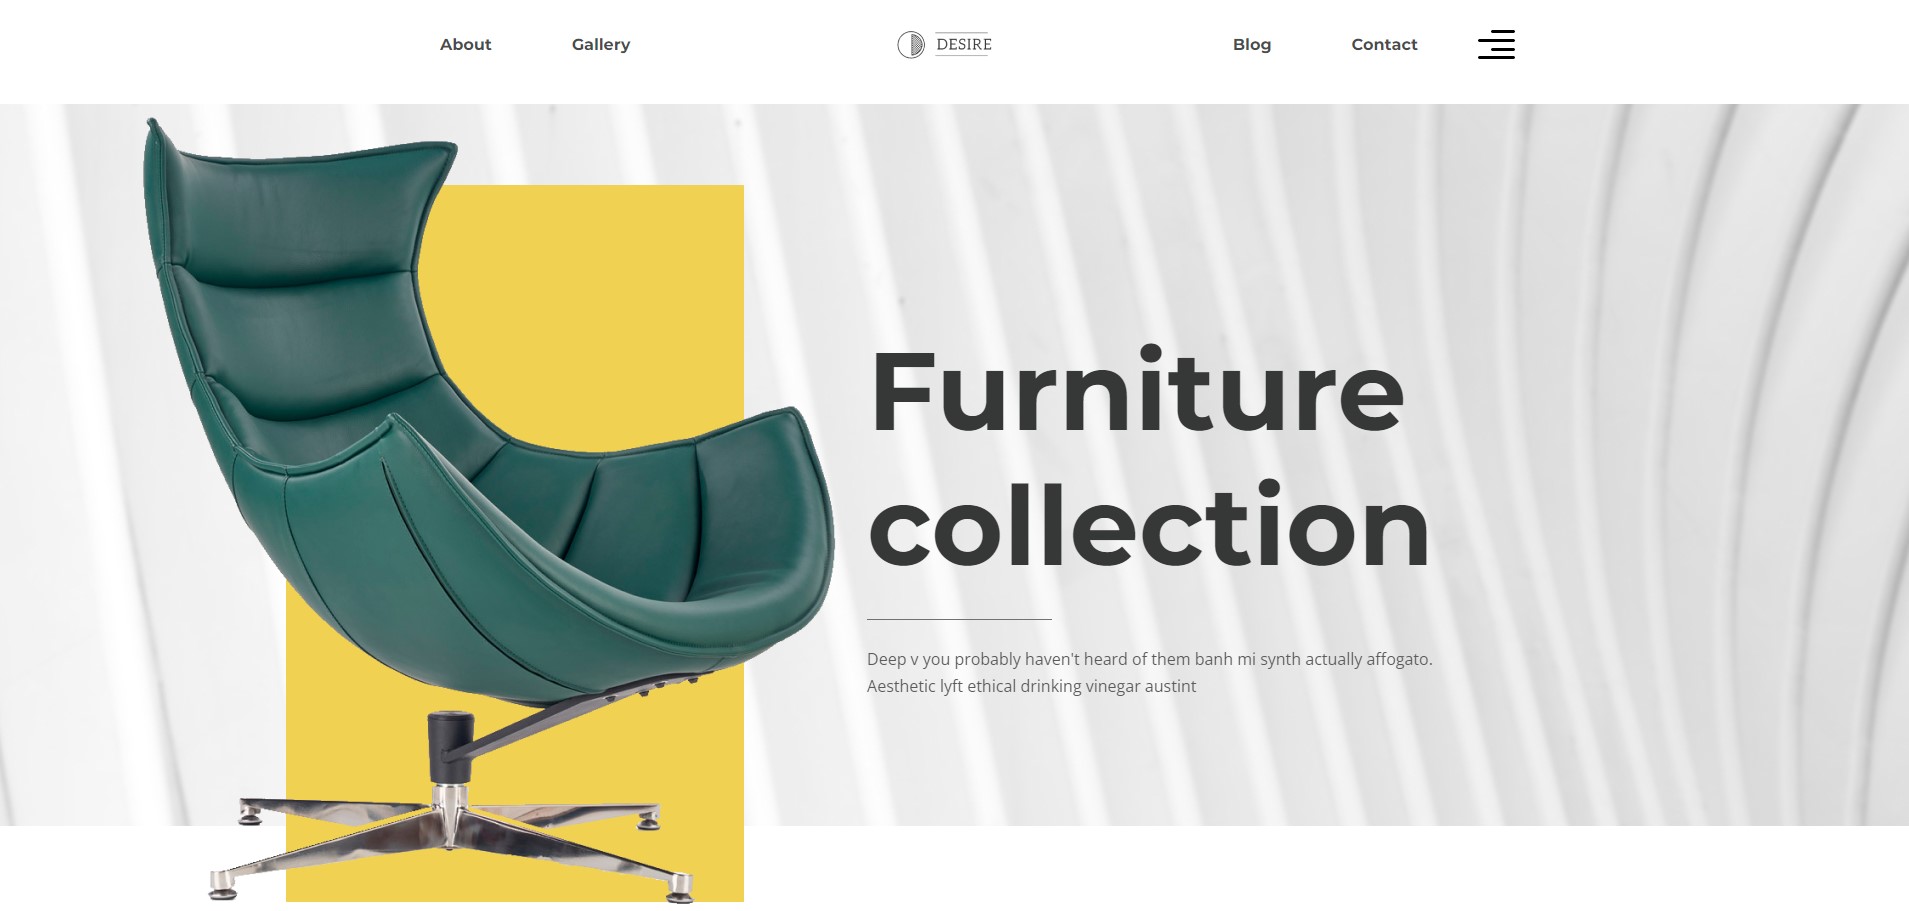 About Gallery DESIRE Blog Contact
Furniture
collection
Deep v you probably haven't heard of them banh mi synth actually affogato.
Aesthetic lyft ethical drinking vinegar austint